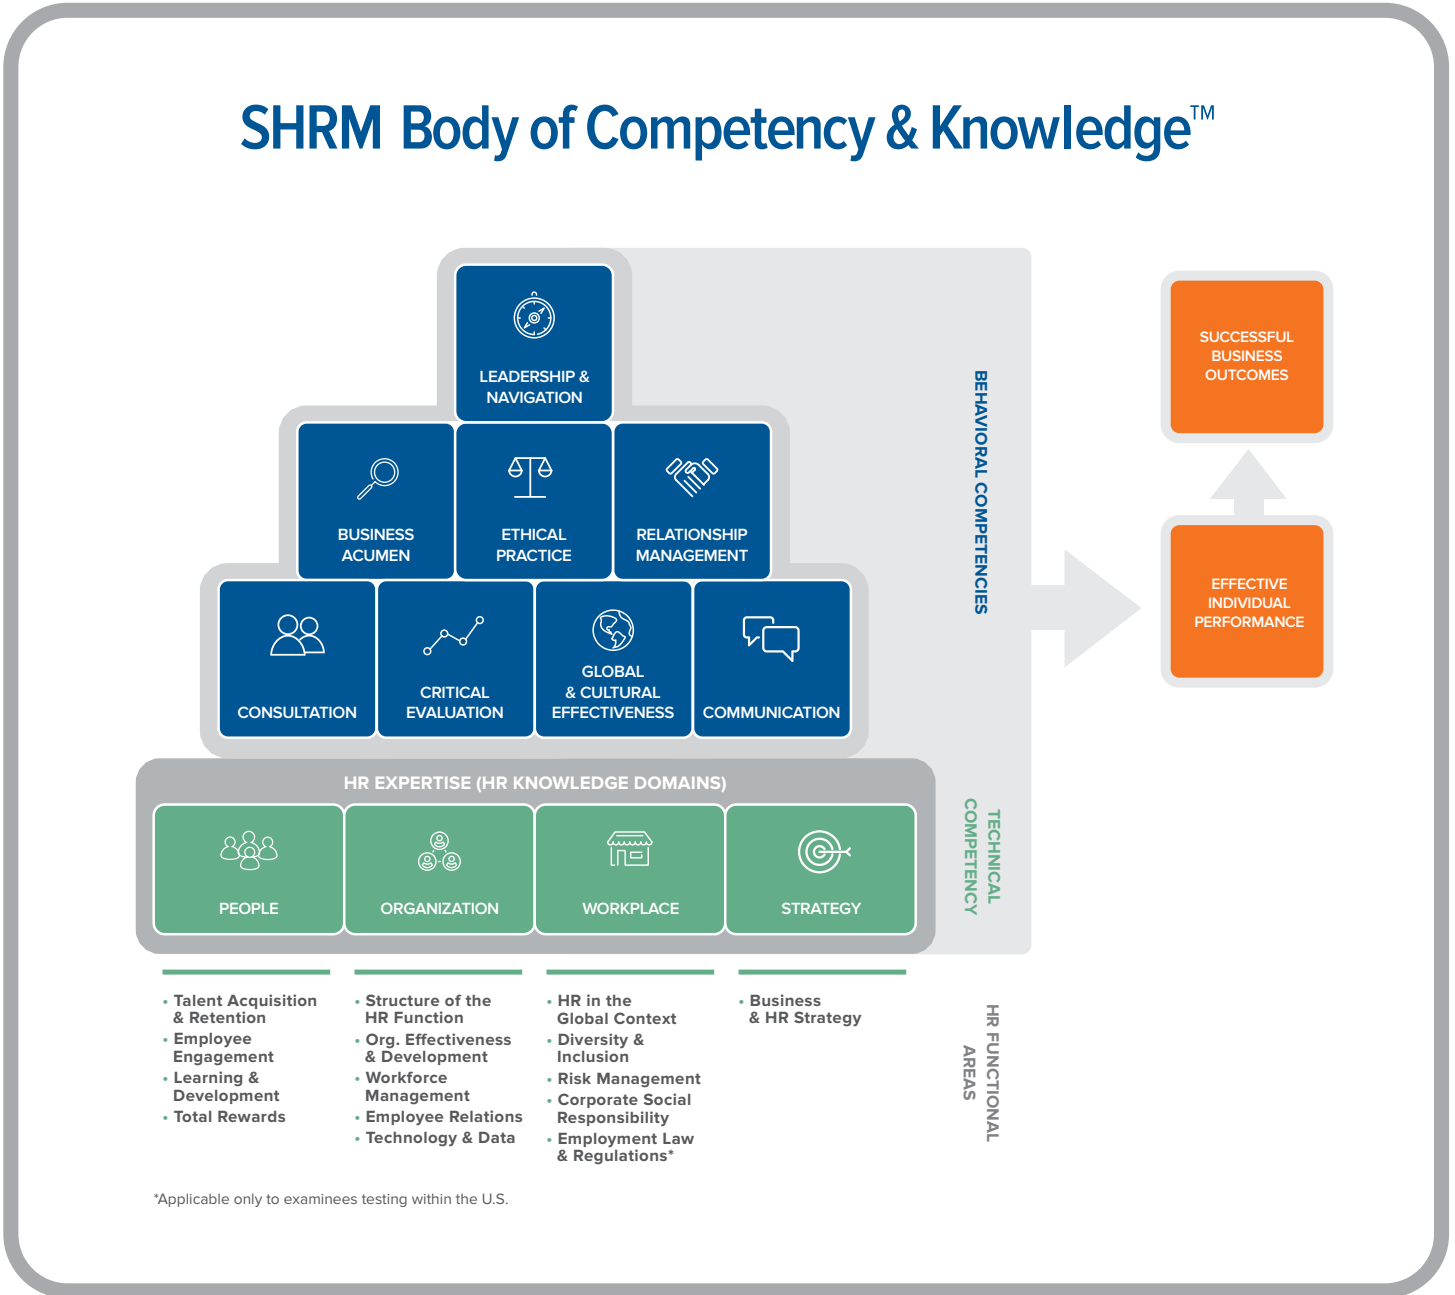 SHRM Body of Competency & Knowledge™
LEADERSHIP &
NAVIGATION
BUSINESS
ACUMEN
ETHICAL
PRACTICE
RELATIONSHIP
MANAGEMENT
CONSULTATION
CRITICAL
EVALUATION
GLOBAL
& CULTURAL
EFFECTIVENESS
COMMUNICATION
BEHAVIORAL COMPETENCIES
SUCCESSFUL
BUSINESS
OUTCOMES
EFFECTIVE
INDIVIDUAL
PERFORMANCE
HR EXPERTISE (HR KNOWLEDGE DOMAINS)
PEOPLE
ORGANIZATION
WORKPLACE
STRATEGY
TECHNICAL
COMPETENCY
• Talent Acquisition
& Retention
• Employee
Engagement
• Learning &
Development
• Total Rewards
• Structure of the
HR Function
• Org. Effectiveness
& Development
• Workforce
Management
• Employee Relations
• Technology & Data
• HR in the
Global Context
• Diversity &
Inclusion
• Risk Management
• Corporate Social
Responsibility
• Employment Law
& Regulations*
• Business
& HR Strategy
HR FUNCTIONAL
AREAS
*Applicable only to examinees testing within the U.S.